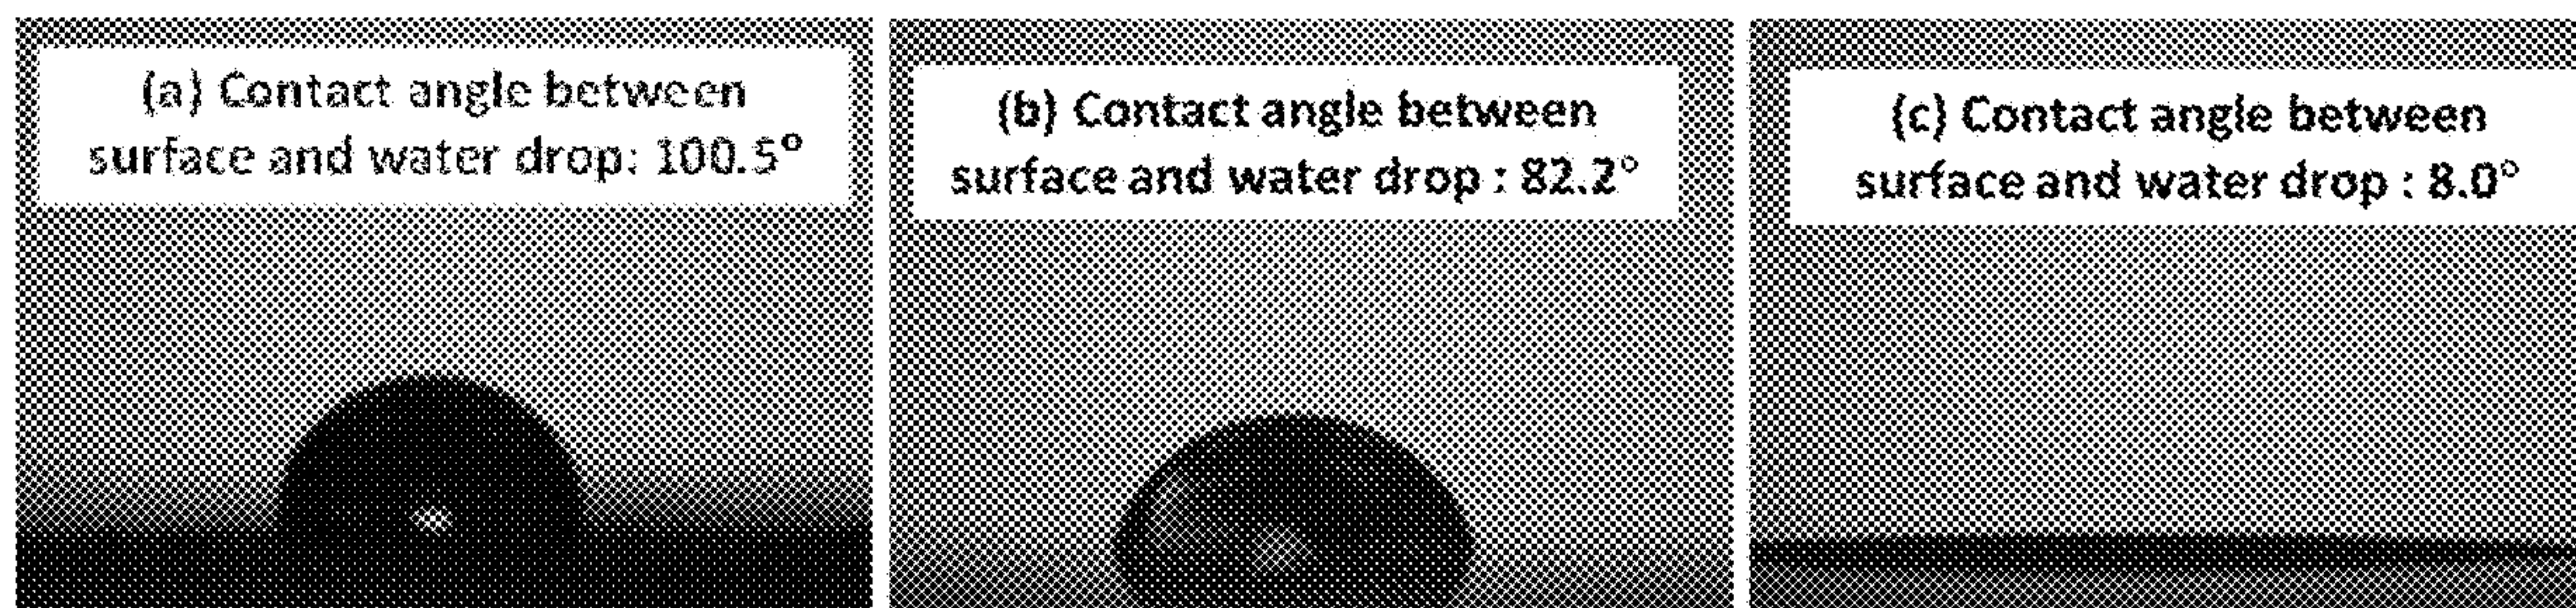 (a) Contact angle between
surface and water drop: 100.5°
(b) Contact angle between
surface and water drop : 82.2°
(c) Contact angle between
surface and water drop : 8.0°